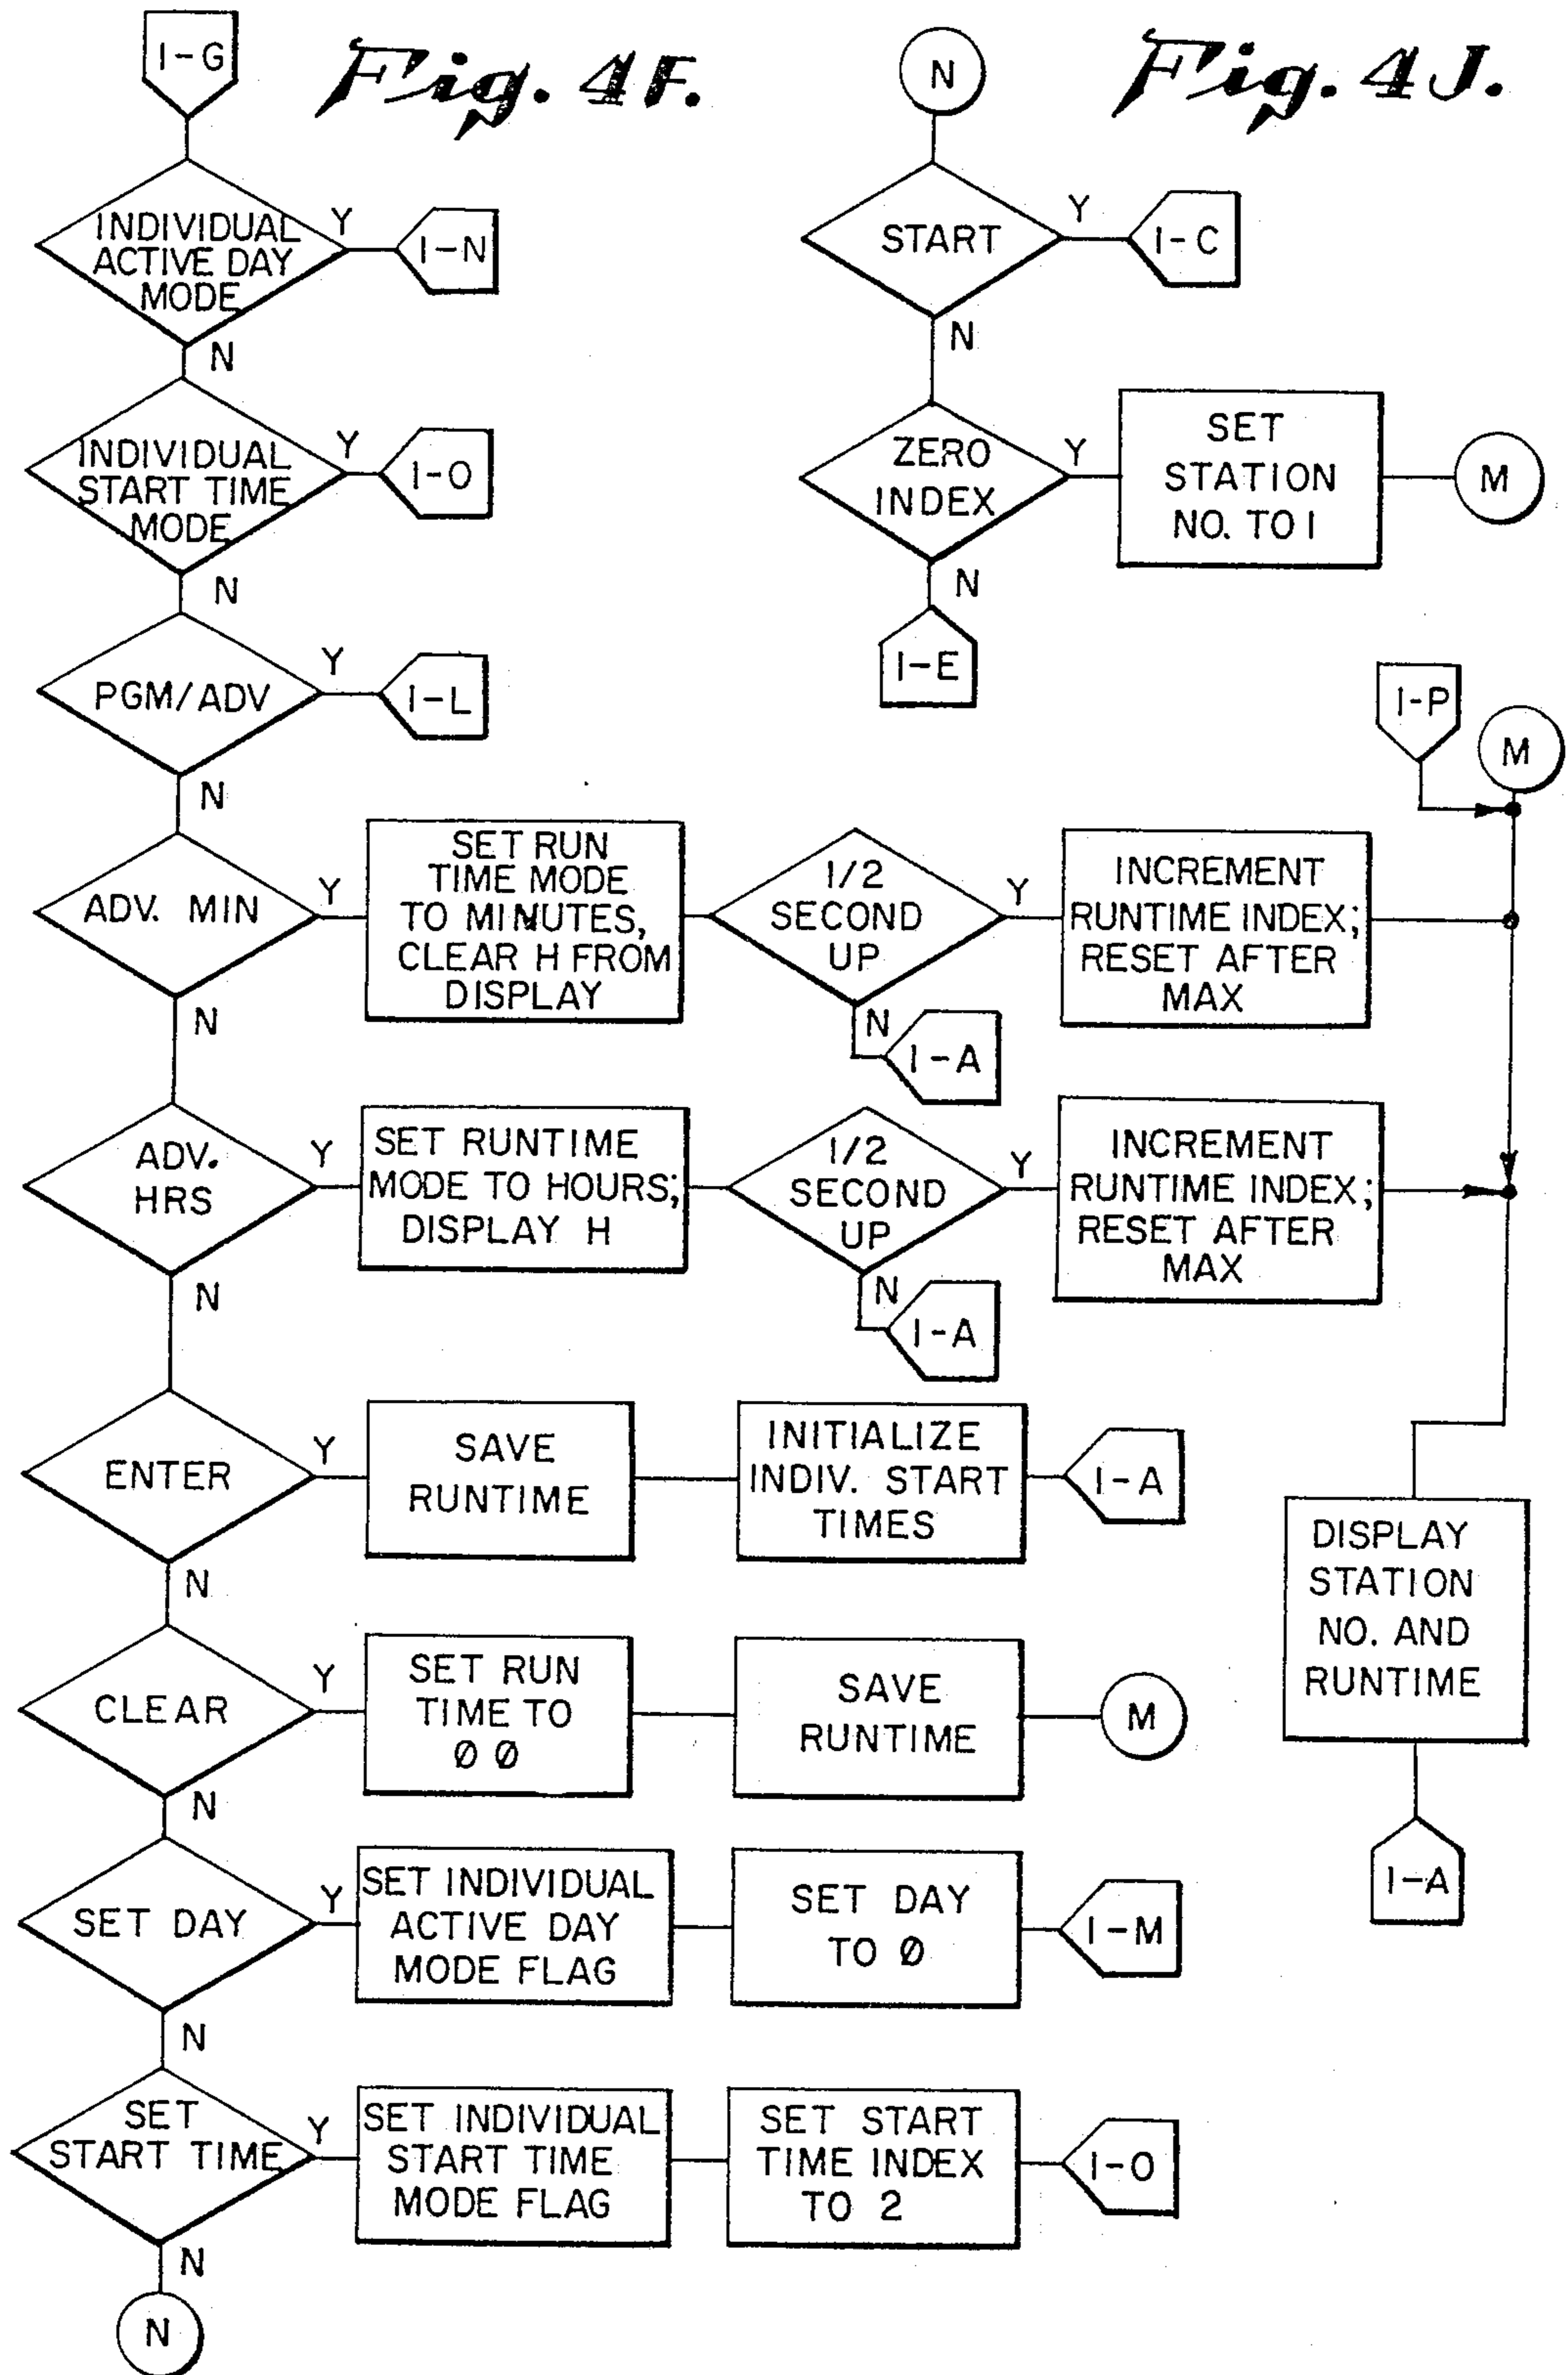 Fig. 4F.
I-G
INDIVIDUAL
ACTIVE DAY
MODE
Y
I-N
N
INDIVIDUAL
START TIME
MODE
Y
I-O
N
PGM/ADV
Y
I-L
N
ADV. MIN
Y
SET RUN
TIME MODE
TO MINUTES,
CLEAR H FROM
DISPLAY
1/2
SECOND
UP
Y
INCREMENT
RUNTIME INDEX;
RESET AFTER
MAX
N
I-A
N
ADV.
HRS
Y
SET RUNTIME
MODE TO HOURS;
DISPLAY H
1/2
SECOND
UP
Y
INCREMENT
RUNTIME INDEX;
RESET AFTER
MAX
N
I-A
N
ENTER
Y
SAVE
RUNTIME
INITIALIZE
INDIV. START
TIMES
I-A
N
CLEAR
Y
SET RUN
TIME TO
Ø Ø
SAVE
RUNTIME
M
N
SET DAY
Y
SET INDIVIDUAL
ACTIVE DAY
MODE FLAG
SET DAY
TO Ø
I-M
N
SET
START TIME
Y
SET INDIVIDUAL
START TIME
MODE FLAG
SET START
TIME INDEX
TO 2
I-O
N
N
Fig. 4J.
N
START
Y
I-C
N
ZERO
INDEX
Y
SET
STATION
NO. TO I
M
N
I-E
I-P
M
DISPLAY
STATION
NO. AND
RUNTIME
I-A